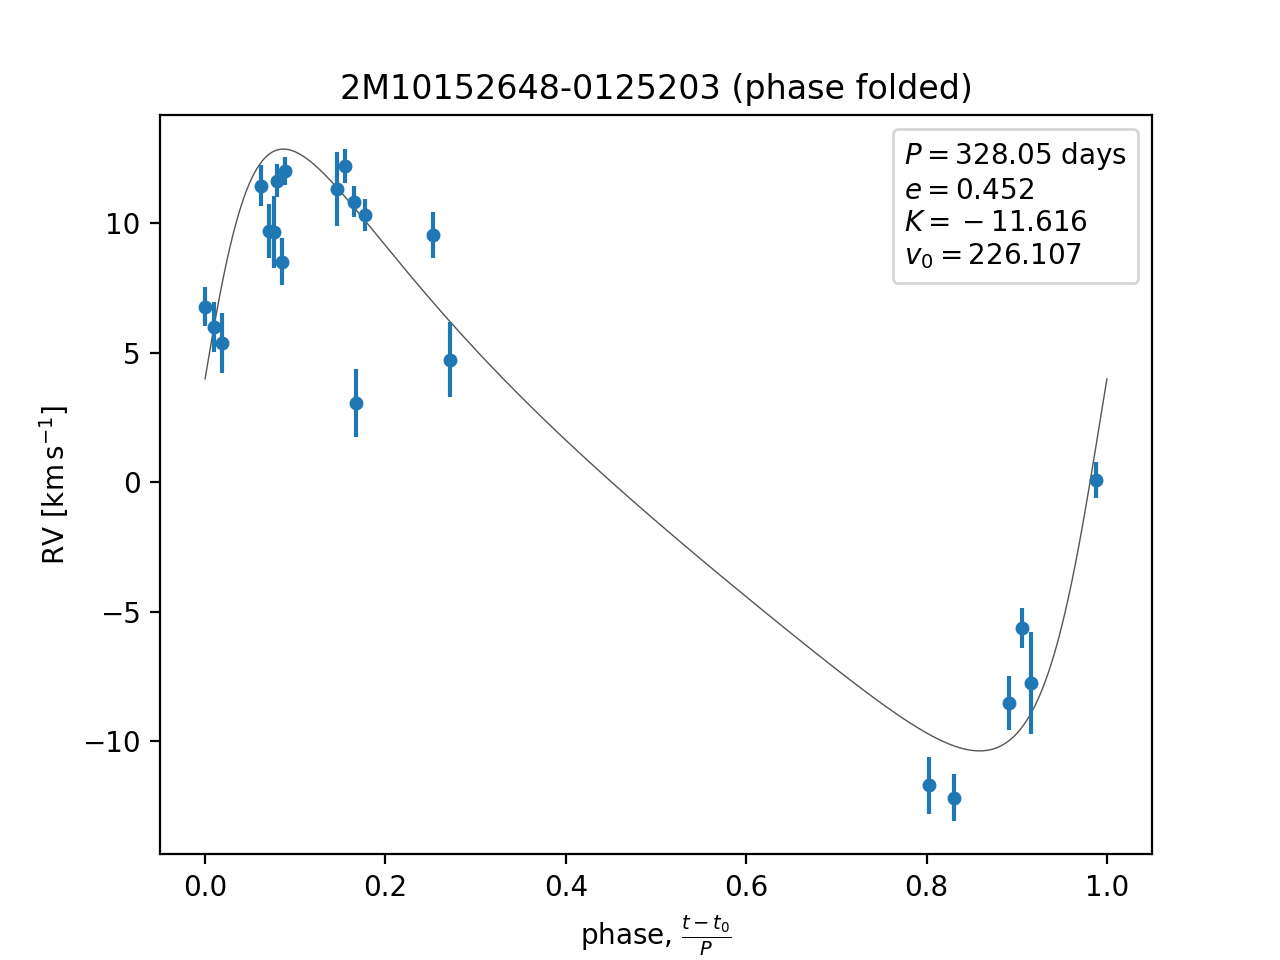 2M10152648-0125203 (phase folded)
P = 328.05 days
e = 0.452
K = −11.616
v₀ = 226.107
10
5
0
−5
−10
RV [km s⁻¹]
0.0 0.2 0.4 0.6 0.8 1.0
phase, (t − t₀)/P